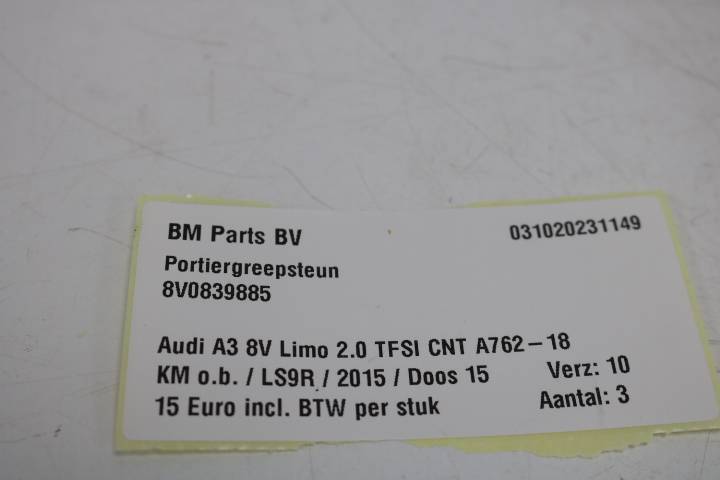 BM Parts BV 031020231149
Portiergreepsteun
8V0839885
Audi A3 8V Limo 2.0 TFSI CNT A762-18
KM o.b. / LS9R / 2015 / Doos 15 Verz: 10
15 Euro incl. BTW per stuk Aantal: 3